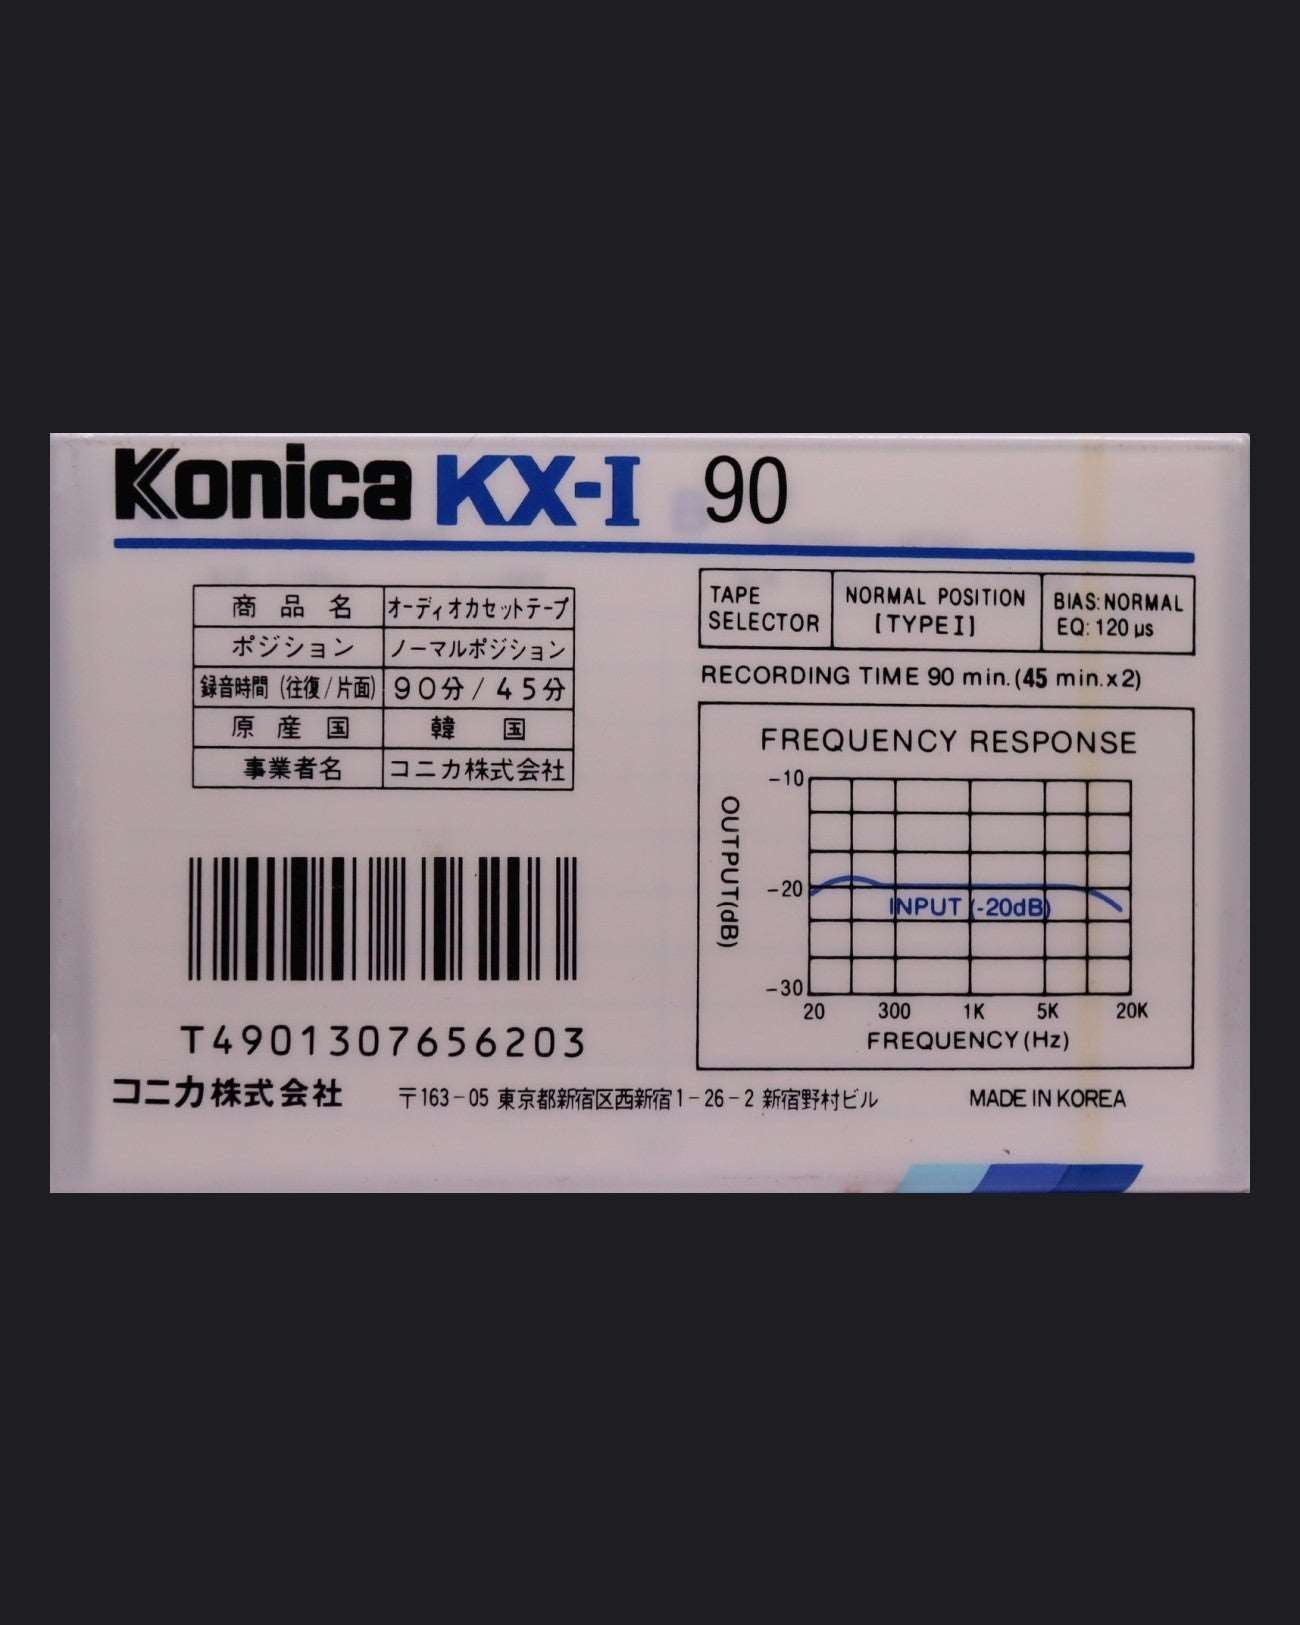 Konica KX-I 90
商品名 オーディオカセットテープ
ポジション ノーマルポジション
録音時間(往復/片面) 90分/45分
原産国 韓国
事業者名 コニカ株式会社
TAPE SELECTOR
NORMAL POSITION
[TYPE I]
BIAS:NORMAL
EQ:120 μs
RECORDING TIME 90 min.(45 min.x2)
FREQUENCY RESPONSE
OUTPUT(dB)
-10
-20
-30
INPUT (-20dB)
20 300 1K 5K 20K
FREQUENCY(Hz)
T4901307656203
コニカ株式会社 〒163-05 東京都新宿区西新宿1-26-2 新宿野村ビル MADE IN KOREA